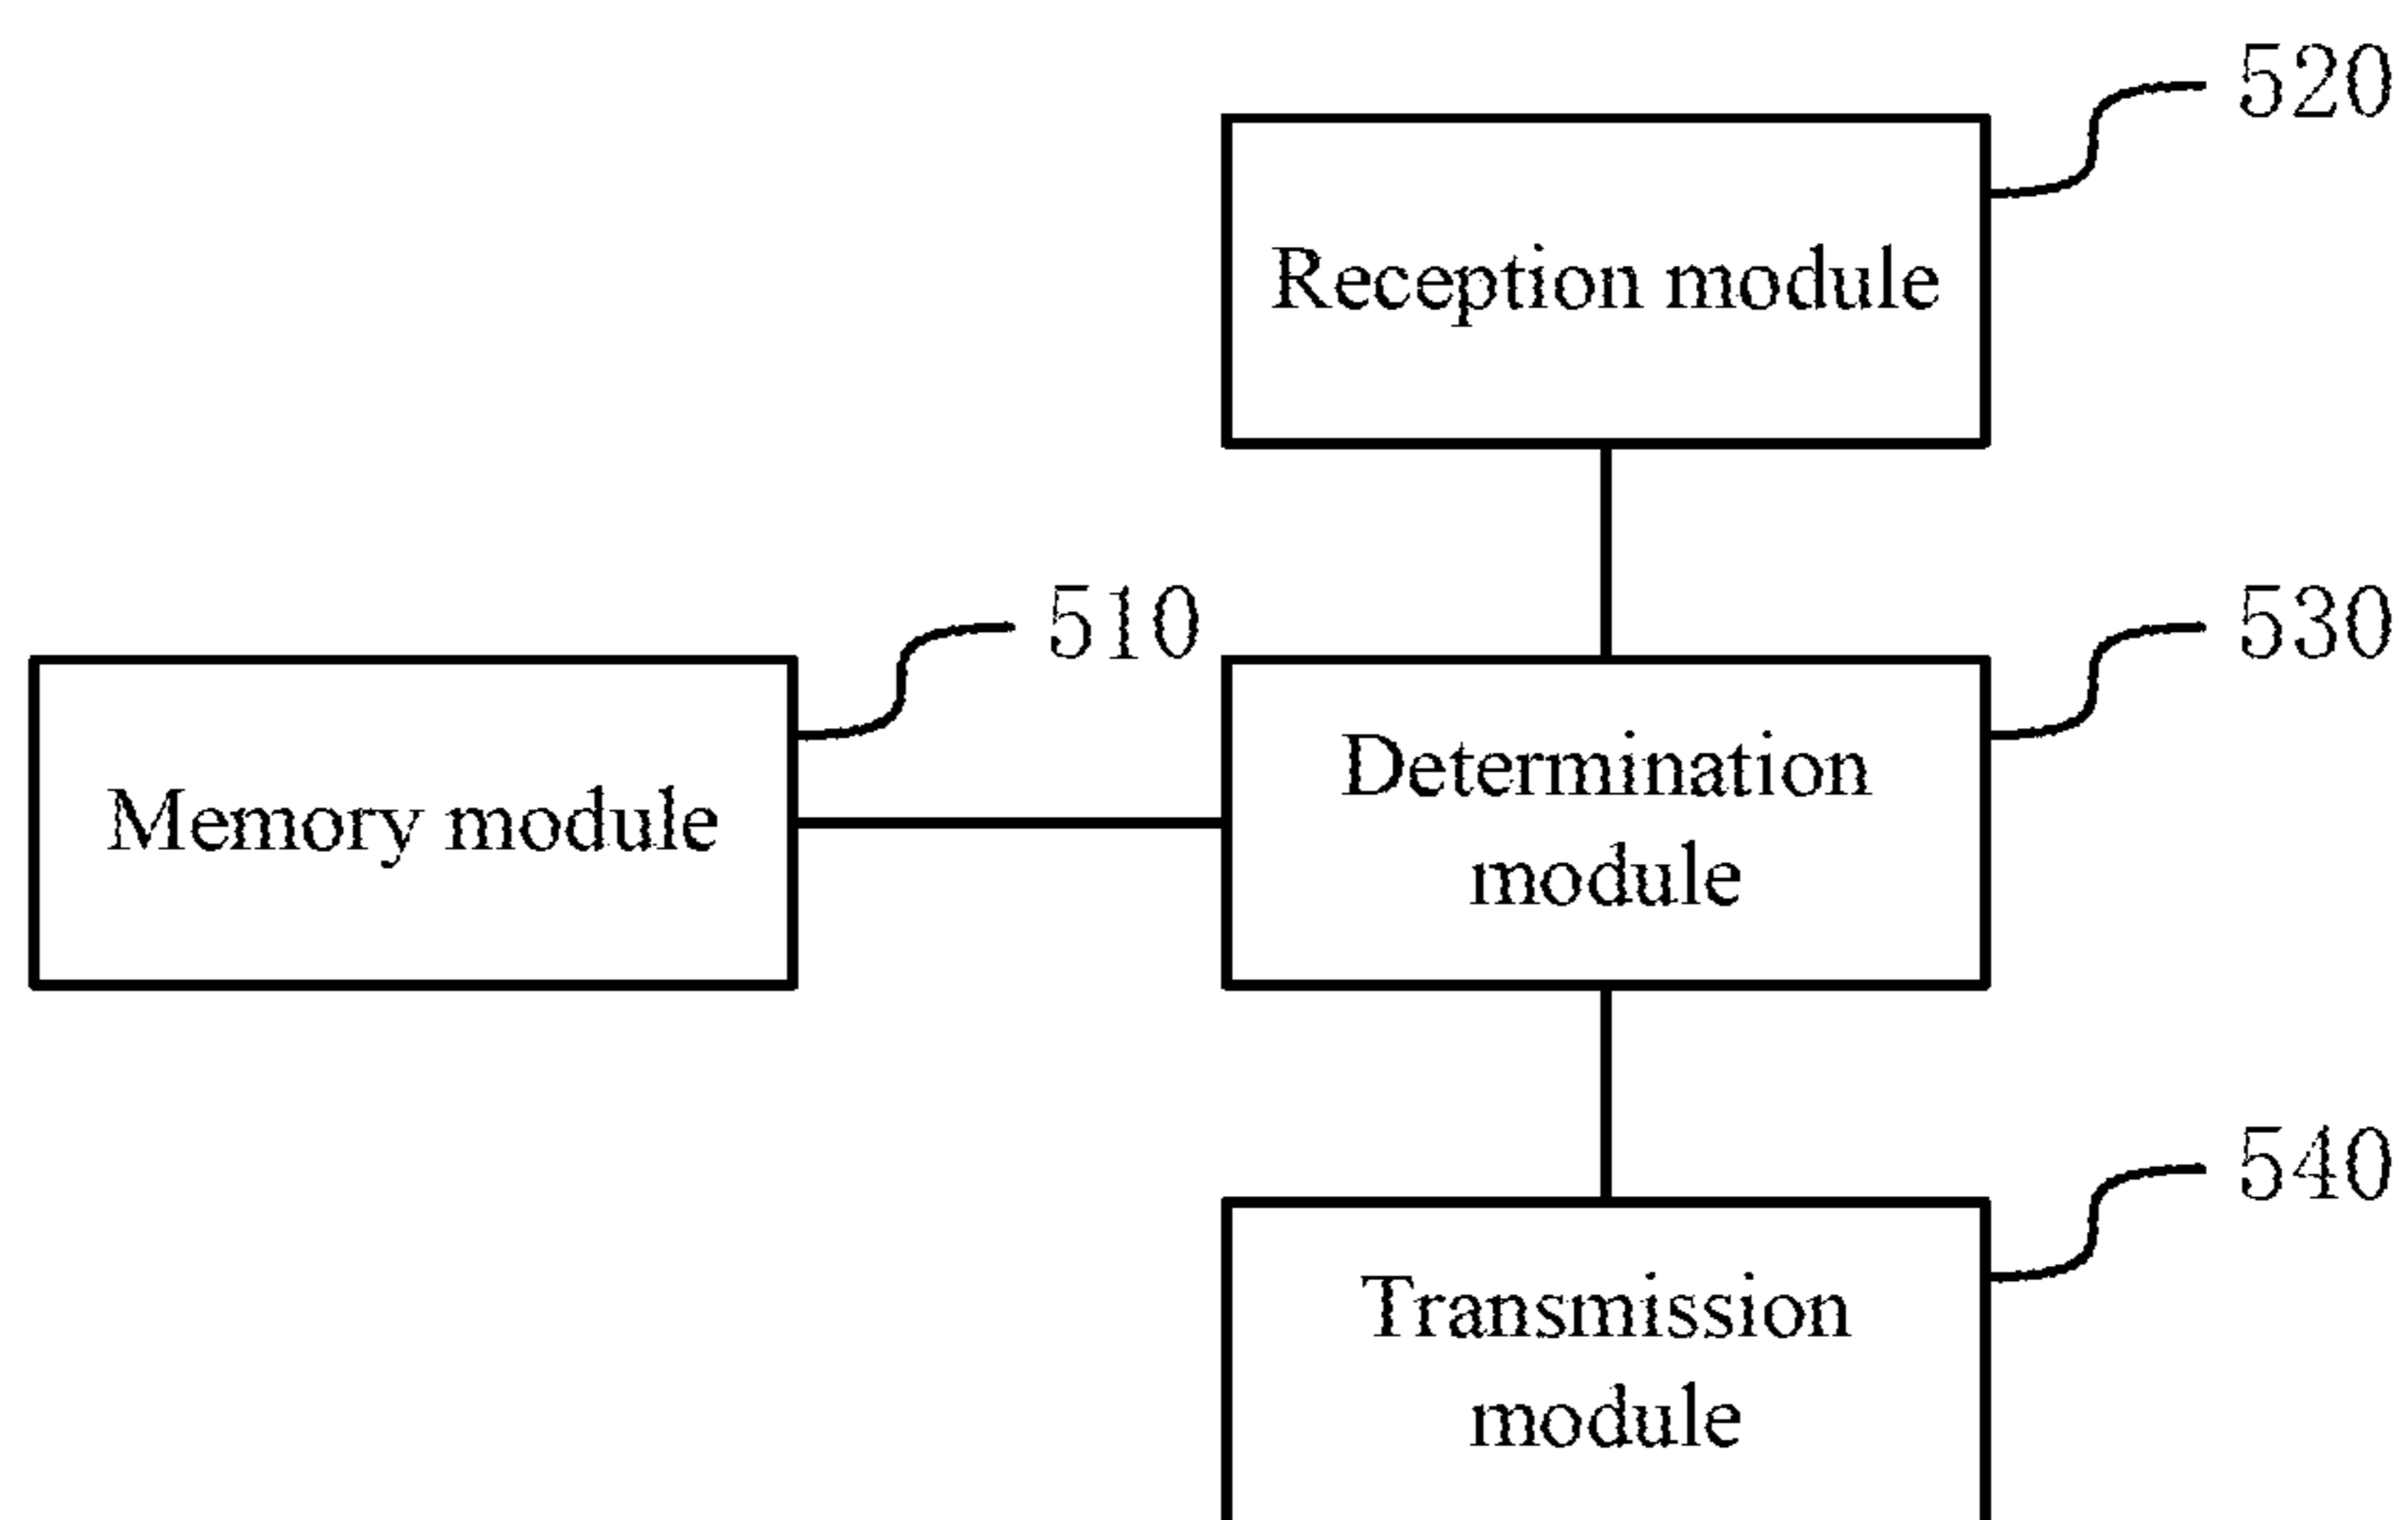 520
Reception module
510
530
Memory module
Determination
module
540
Transmission
module